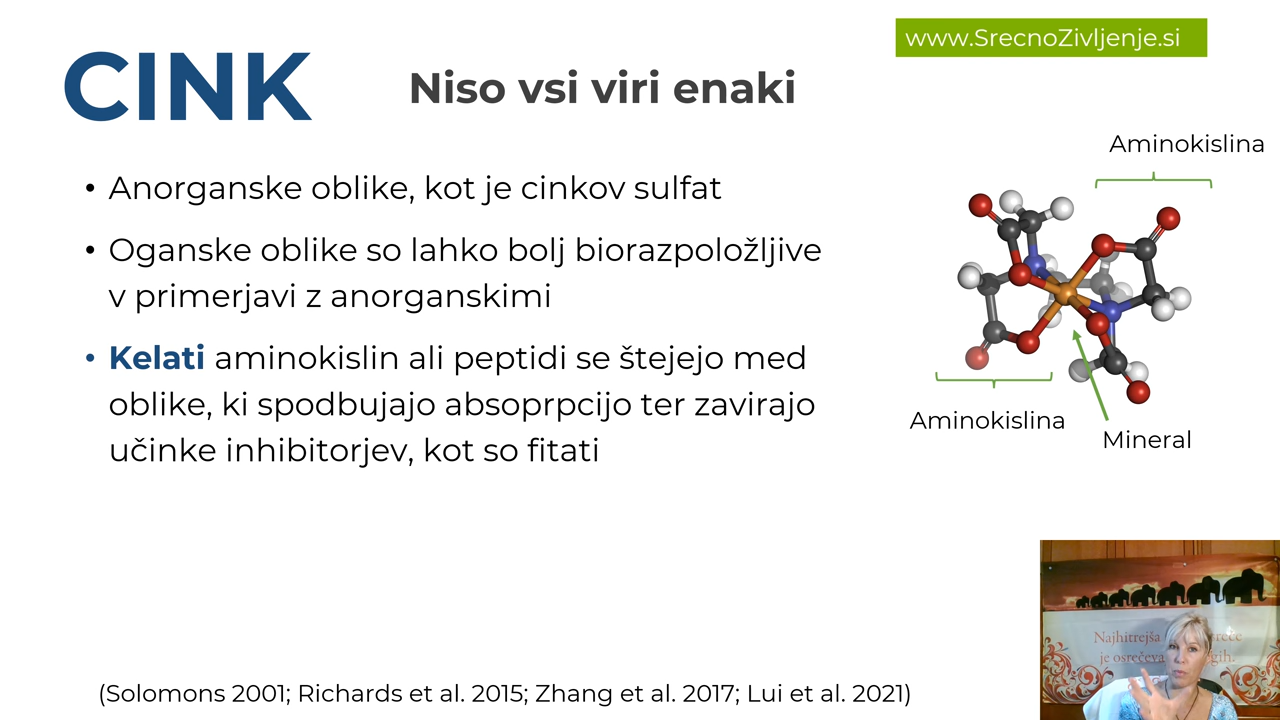 www.SrecnoZivljenje.si
CINK
Niso vsi viri enaki
Aminokislina
• Anorganske oblike, kot je cinkov sulfat
• Oganske oblike so lahko bolj biorazpoložljive
v primerjavi z anorganskimi
• Kelati aminokislin ali peptidi se štejejo med
oblike, ki spodbujajo absoprpcijo ter zavirajo
učinke inhibitorjev, kot so fitati
Aminokislina
Mineral
Najhitrejša
je
(Solomons 2001; Richards et al. 2015; Zhang et al. 2017; Lui et al. 2021)